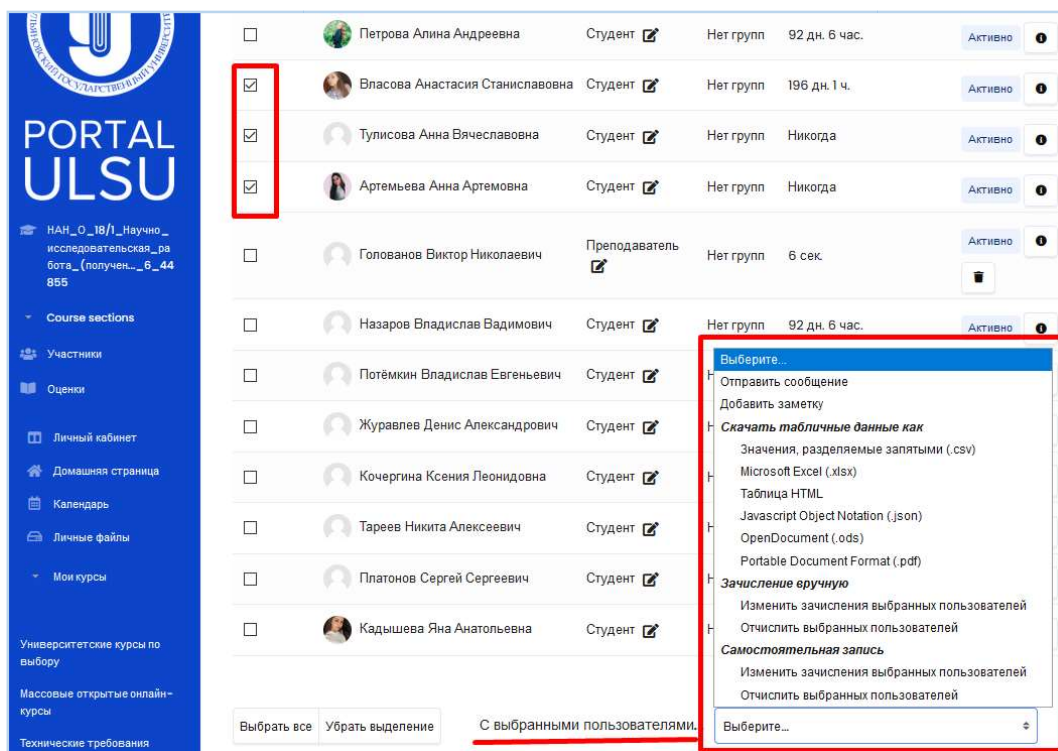 УЛЬЯНОВСКИЙ ГОСУДАРСТВЕННЫЙ УНИВЕРСИТЕТ
PORTAL
ULSU
НАН_О_18/1_Научно_
исследовательская_ра
бота_(получен..._6_44
855
Course sections
Участники
Оценки
Личный кабинет
Домашняя страница
Календарь
Личные файлы
Мои курсы
Университетские курсы по
выбору
Массовые открытые онлайн-
курсы
Технические требования
Петрова Алина Андреевна Студент Нет групп 92 дн. 6 час. Активно
Власова Анастасия Станиславовна Студент Нет групп 196 дн. 1 ч. Активно
Тулисова Анна Вячеславовна Студент Нет групп Никогда Активно
Артемьева Анна Артемовна Студент Нет групп Никогда Активно
Голованов Виктор Николаевич Преподаватель Нет групп 6 сек. Активно
Назаров Владислав Вадимович Студент Нет групп 92 дн. 6 час. Активно
Потёмкин Владислав Евгеньевич Студент Н
Журавлев Денис Александрович Студент Н
Кочергина Ксения Леонидовна Студент Н
Тареев Никита Алексеевич Студент Н
Платонов Сергей Сергеевич Студент Н
Кадышева Яна Анатольевна Студент Н
Выберите...
Отправить сообщение
Добавить заметку
Скачать табличные данные как
Значения, разделяемые запятыми (.csv)
Microsoft Excel (.xlsx)
Таблица HTML
Javascript Object Notation (.json)
OpenDocument (.ods)
Portable Document Format (.pdf)
Зачисление вручную
Изменить зачисления выбранных пользователей
Отчислить выбранных пользователей
Самостоятельная запись
Изменить зачисления выбранных пользователей
Отчислить выбранных пользователей
Выбрать все Убрать выделение С выбранными пользователями... Выберите...